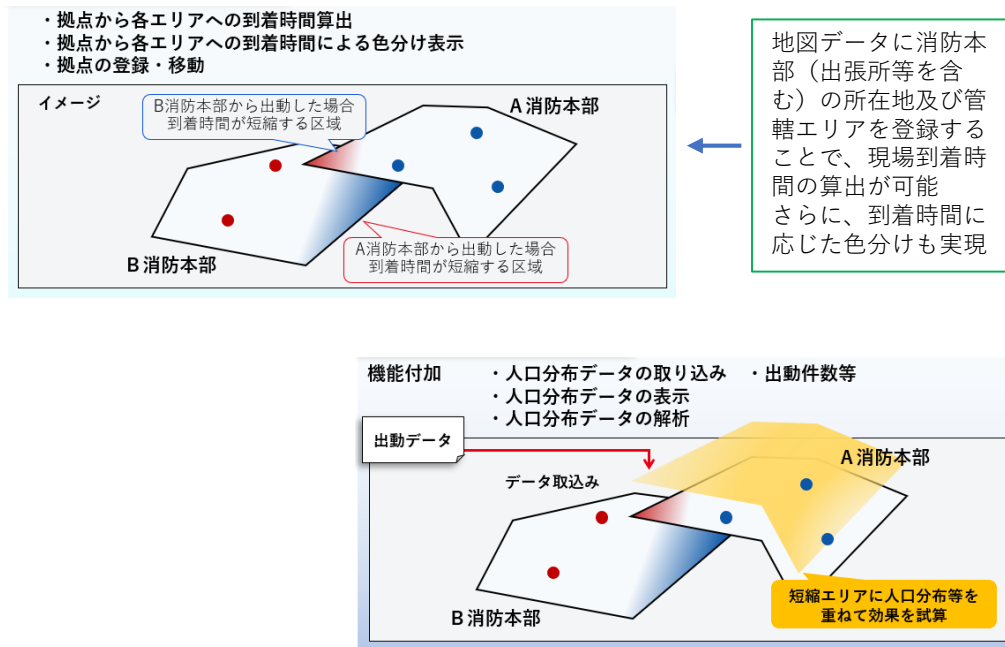 ・拠点から各エリアへの到着時間算出
・拠点から各エリアへの到着時間による色分け表示
・拠点の登録・移動
イメージ
B消防本部から出動した場合
到着時間が短縮する区域
A消防本部
A消防本部から出動した場合
到着時間が短縮する区域
B消防本部
地図データに消防本
部（出張所等を含
む）の所在地及び管
轄エリアを登録する
ことで、現場到着時
間の算出が可能
さらに、到着時間に
応じた色分けも実現
機能付加 ・人口分布データの取り込み ・出動件数等
・人口分布データの表示
・人口分布データの解析
出動データ
データ取込み
A消防本部
B消防本部
短縮エリアに人口分布等を
重ねて効果を試算